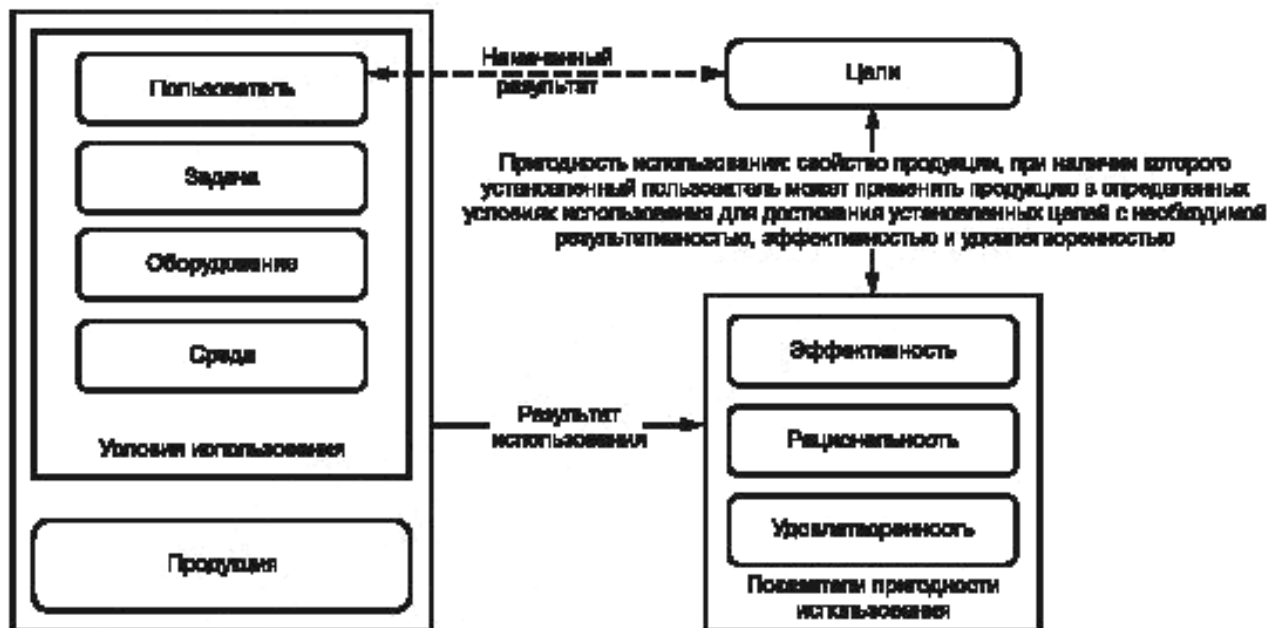 Пользователь
Задача
Оборудование
Среда
Условия использования
Продукция
Намеченный
результат
Цели
Пригодность использования: свойство продукции, при наличии которого
установленный пользователь может применить продукцию в определенных
условиях использования для достижения установленных целей с необходимой
результативностью, эффективностью и удовлетворенностью
Результат
использования
Эффективность
Рациональность
Удовлетворенность
Показатели пригодности
использования